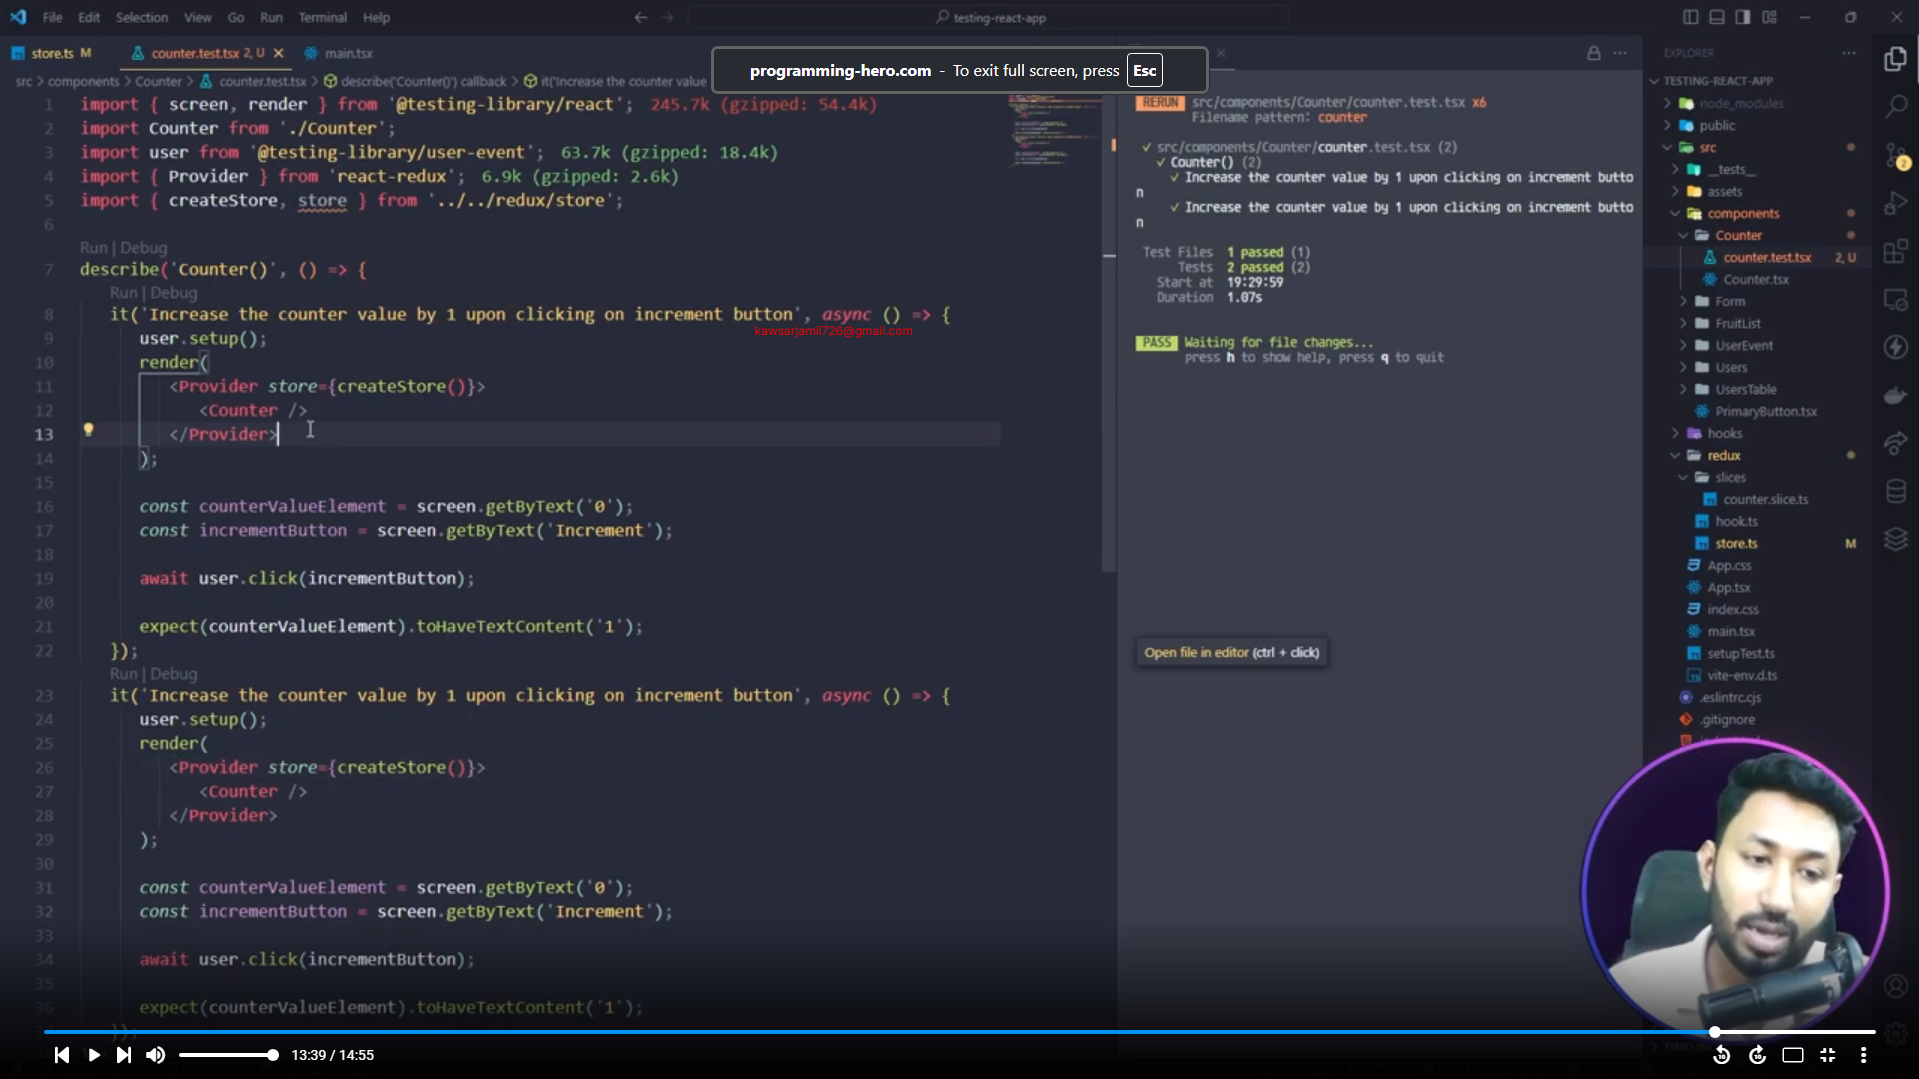 File Edit Selection View Go Run Terminal Help
testing-react-app
store.ts M
counter.test.tsx 2, U
main.tsx
programming-hero.com - To exit full screen, press Esc
src > components > Counter > counter.test.tsx > describe('Counter()') callback > it('Increase the counter value
1 import { screen, render } from '@testing-library/react'; 245.7k (gzipped: 54.4k)
2 import Counter from './Counter';
3 import user from '@testing-library/user-event'; 63.7k (gzipped: 18.4k)
4 import { Provider } from 'react-redux'; 6.9k (gzipped: 2.6k)
5 import { createStore, store } from '../../redux/store';
6
Run | Debug
7 describe('Counter()', () => {
Run | Debug
8 it('Increase the counter value by 1 upon clicking on increment button', async () => {
kawsarjamil726@gmail.com
9 user.setup();
10 render(
11 <Provider store={createStore()}>
12 <Counter />
13 </Provider>
14 );
15
16 const counterValueElement = screen.getByText('0');
17 const incrementButton = screen.getByText('Increment');
18
19 await user.click(incrementButton);
20
21 expect(counterValueElement).toHaveTextContent('1');
22 });
Run | Debug
23 it('Increase the counter value by 1 upon clicking on increment button', async () => {
24 user.setup();
25 render(
26 <Provider store={createStore()}>
27 <Counter />
28 </Provider>
29 );
30
31 const counterValueElement = screen.getByText('0');
32 const incrementButton = screen.getByText('Increment');
33
34 await user.click(incrementButton);
35
36 expect(counterValueElement).toHaveTextContent('1');
});
RERUN src/components/Counter/counter.test.tsx x6
Filename pattern: counter
✓ src/components/Counter/counter.test.tsx (2)
✓ Counter() (2)
✓ Increase the counter value by 1 upon clicking on increment butto
n
✓ Increase the counter value by 1 upon clicking on increment butto
n
Test Files 1 passed (1)
Tests 2 passed (2)
Start at 19:29:59
Duration 1.07s
PASS Waiting for file changes...
press h to show help, press q to quit
Open file in editor (ctrl + click)
EXPLORER
TESTING-REACT-APP
node_modules
public
src
__tests__
assets
components
Counter
counter.test.tsx 2, U
Counter.tsx
Form
FruitList
UserEvent
Users
UsersTable
PrimaryButton.tsx
hooks
redux
slices
counter.slice.ts
hook.ts
store.ts M
App.css
App.tsx
index.css
main.tsx
setupTest.ts
vite-env.d.ts
.eslintrc.cjs
.gitignore
2
13:39 / 14:55
10
10